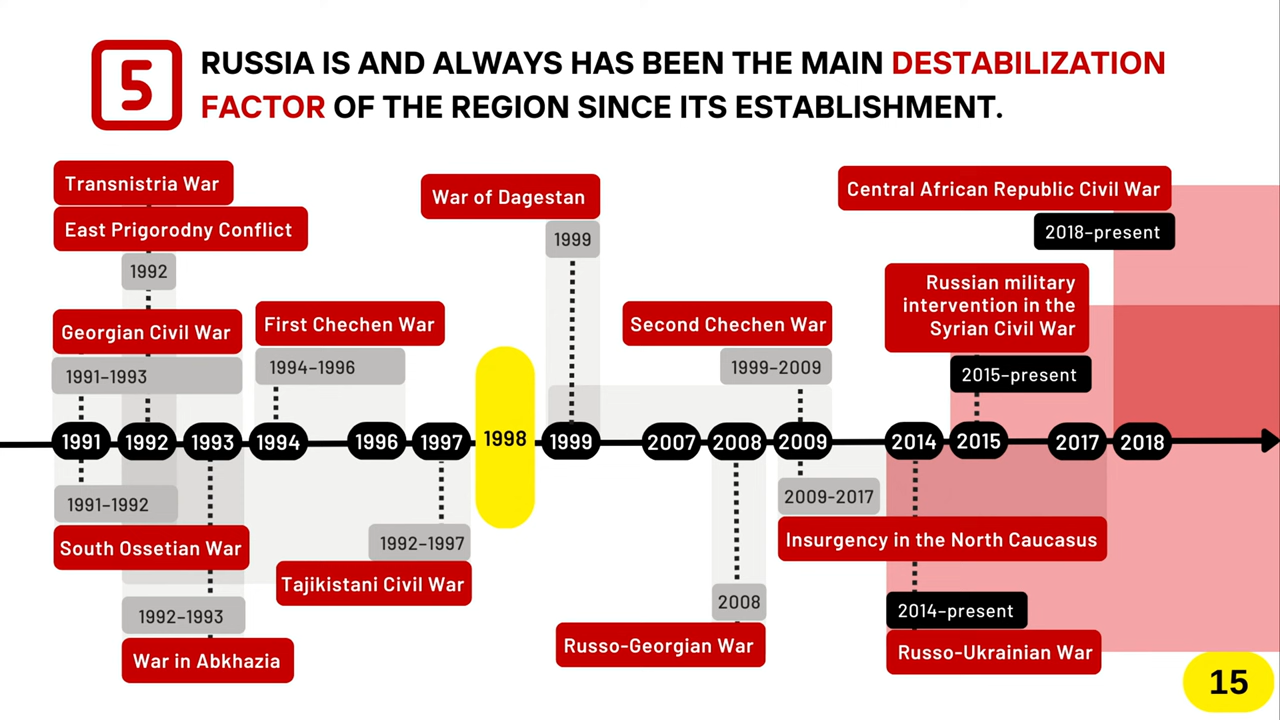 5
RUSSIA IS AND ALWAYS HAS BEEN THE MAIN DESTABILIZATION
FACTOR OF THE REGION SINCE ITS ESTABLISHMENT.
Transnistria War
East Prigorodny Conflict
1992
Georgian Civil War
1991–1993
First Chechen War
1994–1996
War of Dagestan
1999
Second Chechen War
1999–2009
Central African Republic Civil War
2018–present
Russian military
intervention in the
Syrian Civil War
2015–present
1991
1992
1993
1994
1996
1997
1998
1999
2007
2008
2009
2014
2015
2017
2018
1991–1992
South Ossetian War
1992–1993
War in Abkhazia
1992–1997
Tajikistani Civil War
2008
Russo-Georgian War
2009-2017
Insurgency in the North Caucasus
2014–present
Russo-Ukrainian War
15